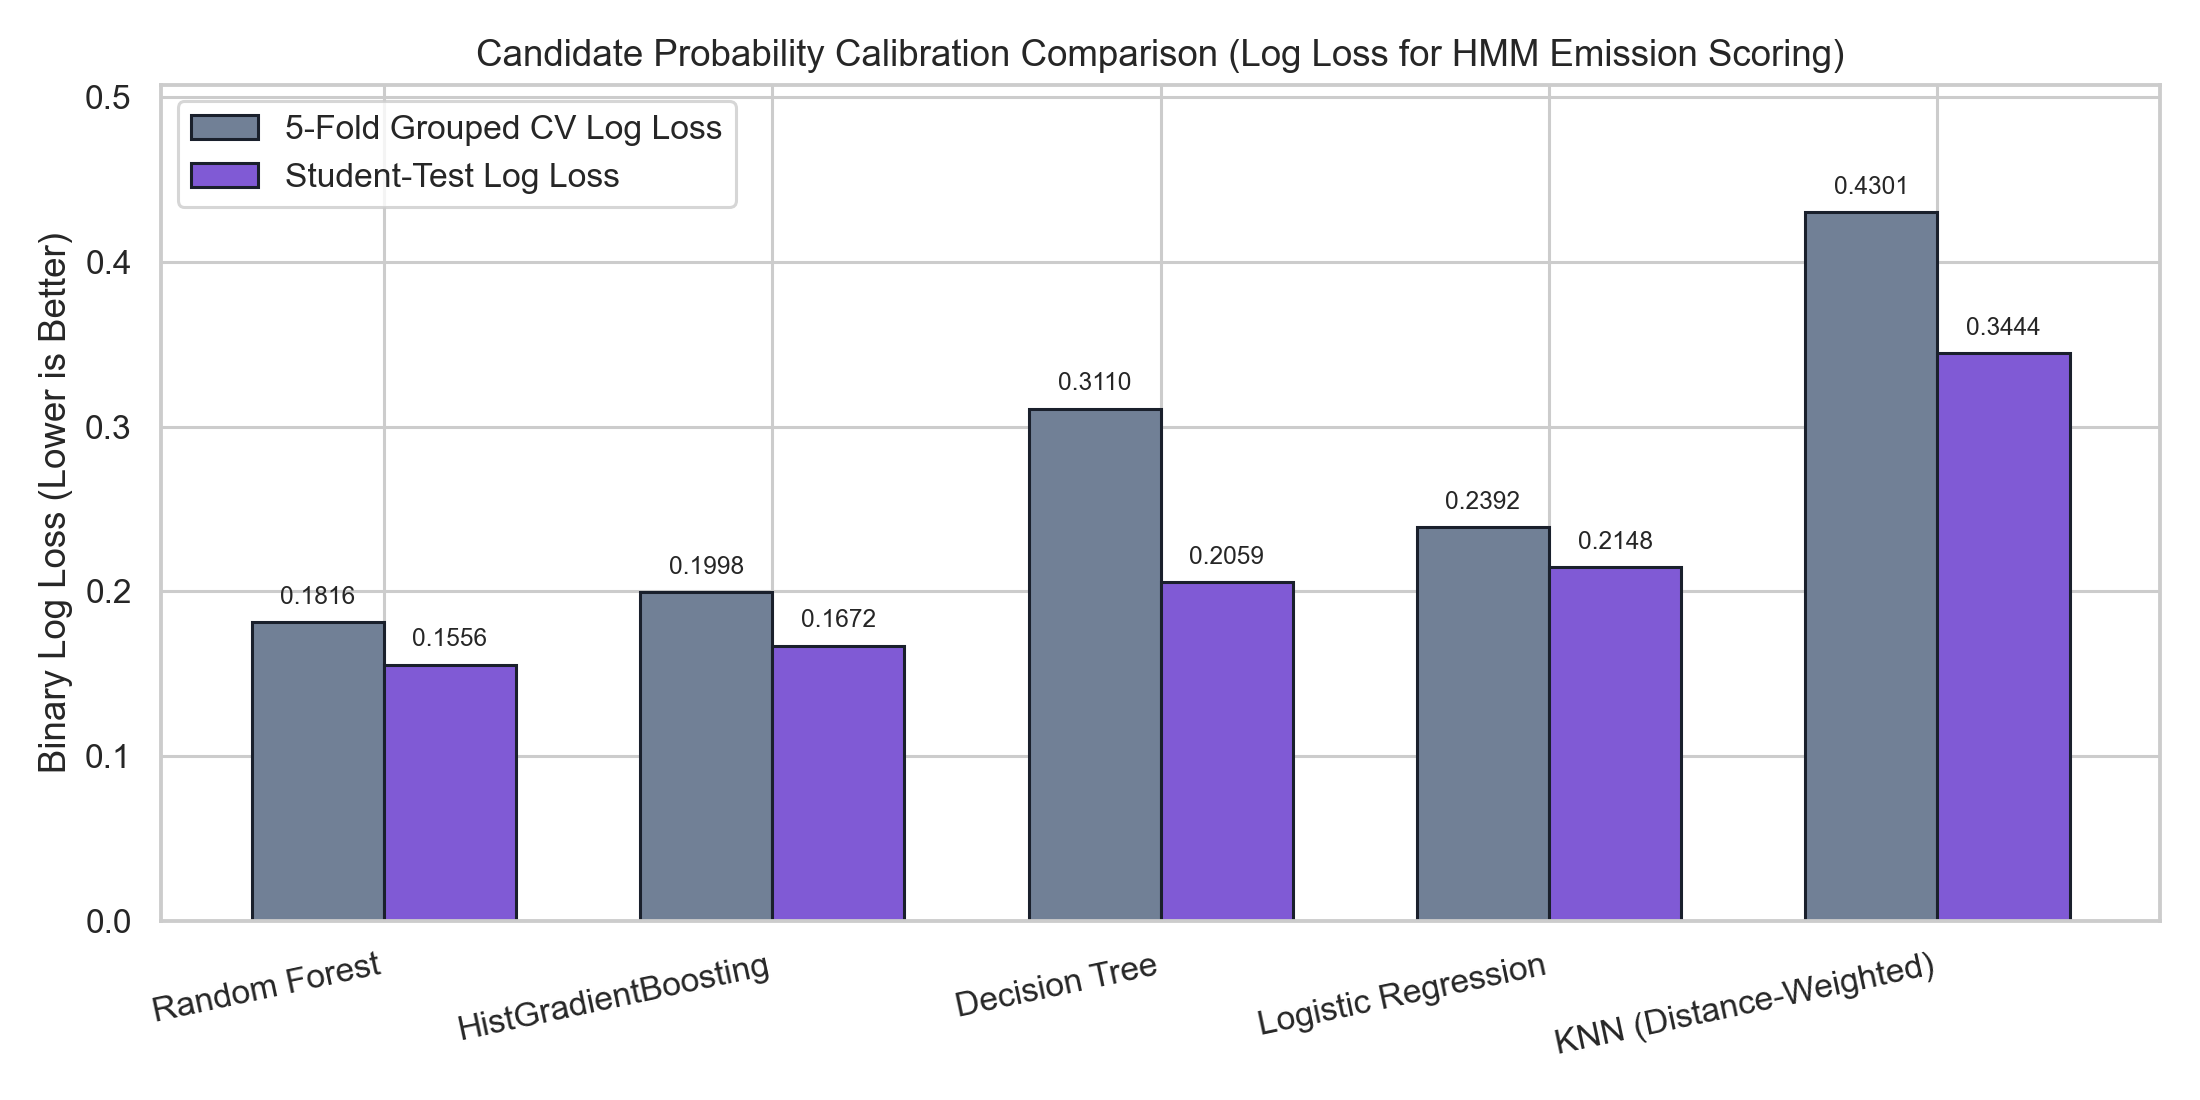 Candidate Probability Calibration Comparison (Log Loss for HMM Emission Scoring)
5-Fold Grouped CV Log Loss
Student-Test Log Loss
Binary Log Loss (Lower is Better)
0.5
0.4
0.3
0.2
0.1
0.0
0.1816
0.1556
0.1998
0.1672
0.3110
0.2059
0.2392
0.2148
0.4301
0.3444
Random Forest
HistGradientBoosting
Decision Tree
Logistic Regression
KNN (Distance-Weighted)